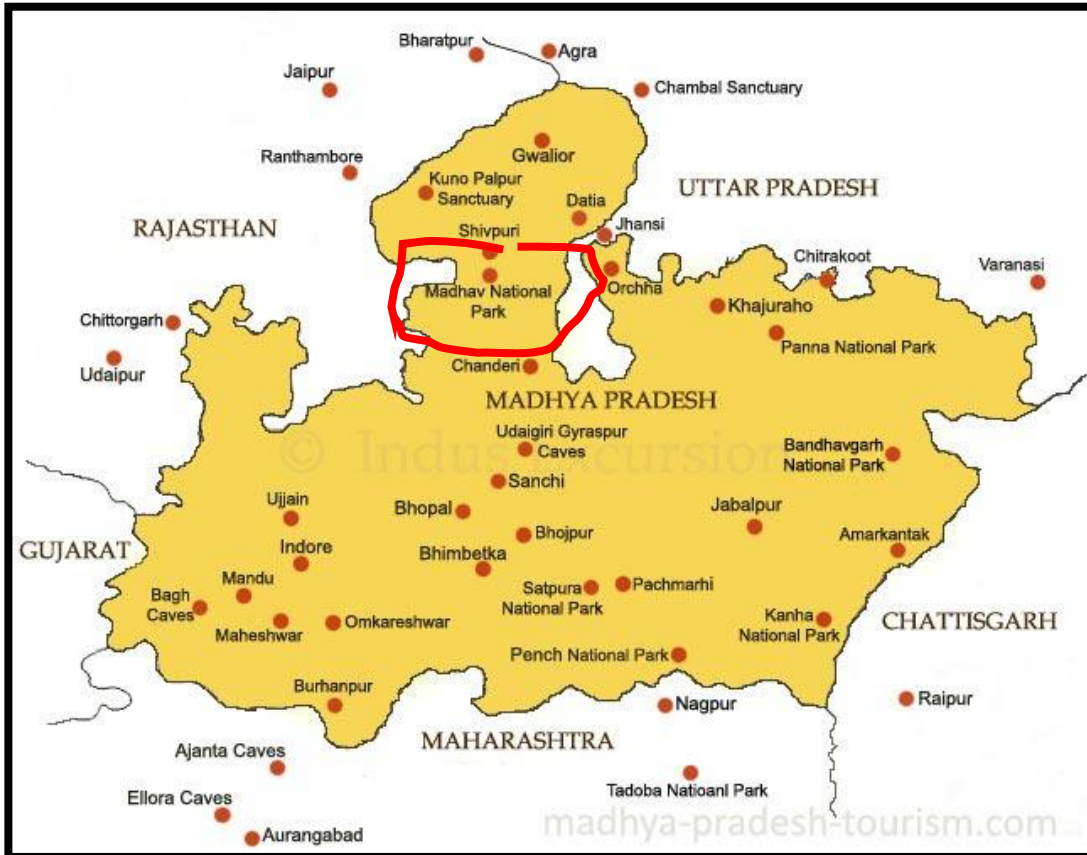 Bharatpur
Agra
Jaipur
Chambal Sanctuary
Gwalior
Ranthambore
Kuno Palpur
Sanctuary
UTTAR PRADESH
Datia
RAJASTHAN
Shivpuri
Jhansi
Chitrakoot
Varanasi
Madhav National
Park
Orchha
Khajuraho
Chittorgarh
Panna National Park
Udaipur
Chanderi
MADHYA PRADESH
Udaigiri Gyraspur
Caves
Bandhavgarh
National Park
© Indus Excursion
Sanchi
Ujjain
Bhopal
Jabalpur
Bhojpur
Amarkantak
GUJARAT
Indore
Bhimbetka
Mandu
Satpura
National Park
Pachmarhi
Bagh
Caves
Maheshwar
Omkareshwar
Kanha
National Park
CHATTISGARH
Pench National Park
Burhanpur
Nagpur
Raipur
MAHARASHTRA
Ajanta Caves
Tadoba Natioanl Park
Ellora Caves
madhya-pradesh-tourism.com
Aurangabad